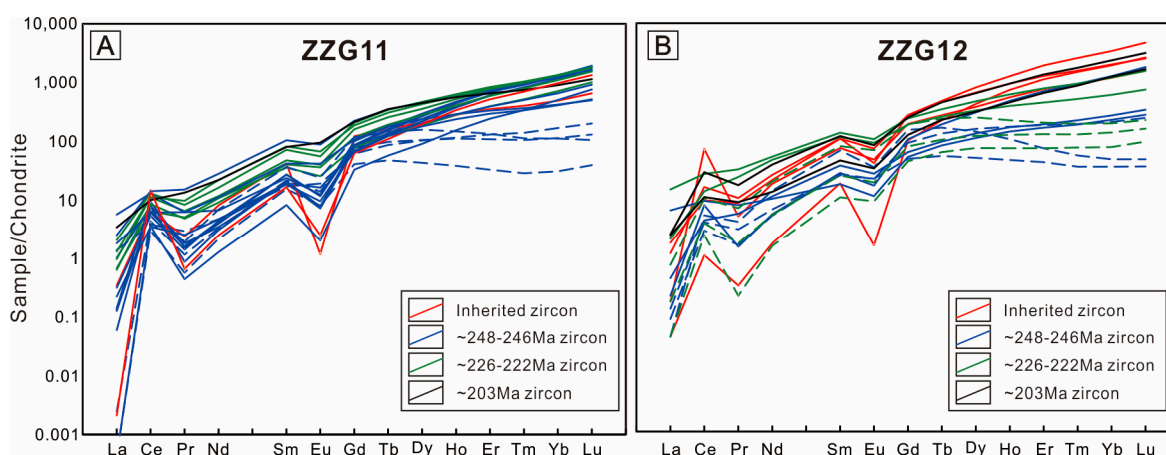 A
ZZG11
B
ZZG12
Sample/Chondrite
10,000
1,000
100
10
1
0.1
0.01
0.001
Inherited zircon
~248-246Ma zircon
~226-222Ma zircon
~203Ma zircon
Inherited zircon
~248-246Ma zircon
~226-222Ma zircon
~203Ma zircon
La Ce Pr Nd Sm Eu Gd Tb Dy Ho Er Tm Yb Lu
La Ce Pr Nd Sm Eu Gd Tb Dy Ho Er Tm Yb Lu